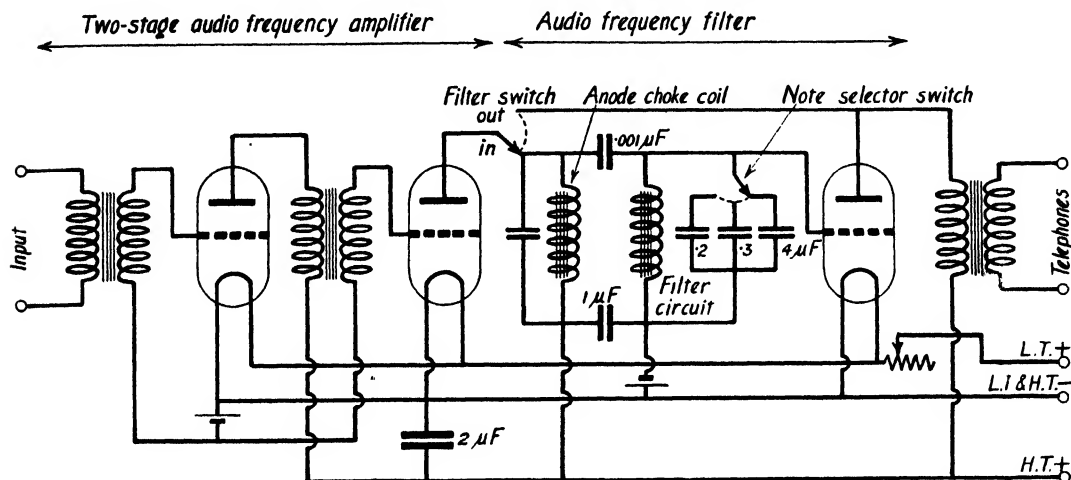 Two-stage audio frequency amplifier
Audio frequency filter
Filter switch
out
in
Anode choke coil
Note selector switch
.001μF
Input
.2
.3
.4μF
Filter
circuit
1μF
2μF
Telephones
L.T.+
L.T & H.T.-
H.T.+